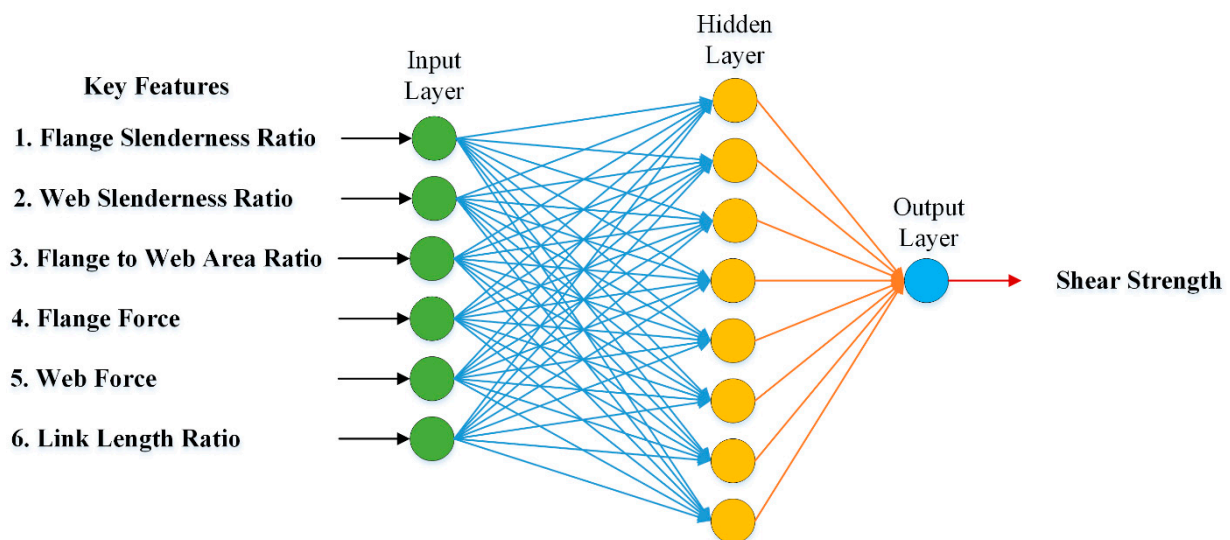 Key Features
1. Flange Slenderness Ratio
2. Web Slenderness Ratio
3. Flange to Web Area Ratio
4. Flange Force
5. Web Force
6. Link Length Ratio
Input
Layer
Hidden
Layer
Output
Layer
Shear Strength